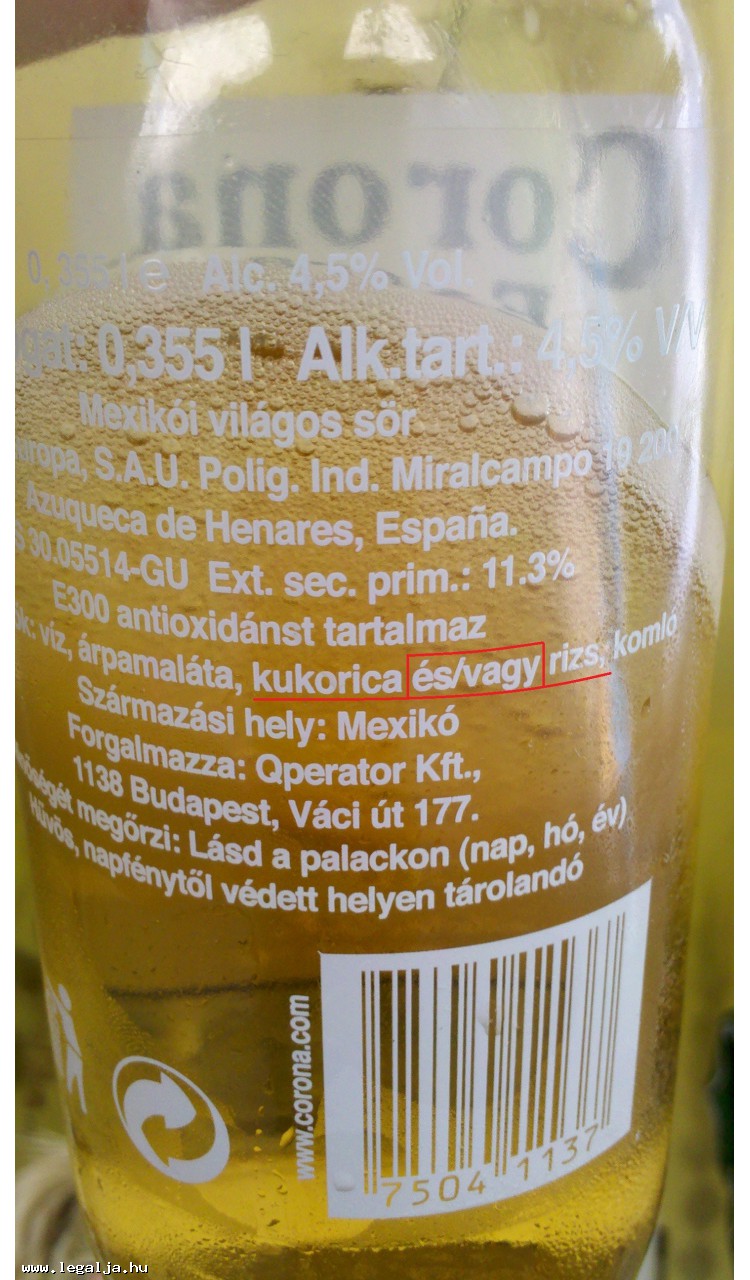 Corona
0,355 l e Alc. 4,5% Vol.
0,355 l Alk.tart.: 4,5% V/V
Mexikói világos sör
S.A.U. Polig. Ind. Miralcampo 19 200
Azuqueca de Henares, España.
30.05514-GU Ext. sec. prim.: 11.3%
E300 antioxidánst tartalmaz
víz, árpamaláta, kukorica és/vagy rizs, komló
Származási hely: Mexikó
Forgalmazza: Qperator Kft.,
1138 Budapest, Váci út 177.
megőrzi: Lásd a palackon (nap, hó, év)
Hűvös, napfénytől védett helyen tárolandó
www.corona.com
7504 1137
www.legalja.hu